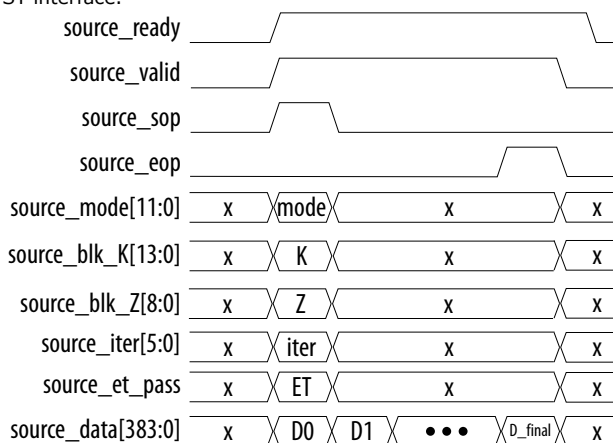 ST interface.
source_ready
source_valid
source_sop
source_eop
source_mode[11:0] x mode x x
source_blk_K[13:0] x K x x
source_blk_Z[8:0] x Z x x
source_iter[5:0] x iter x x
source_et_pass x ET x x
source_data[383:0] x D0 D1 ••• D_final x